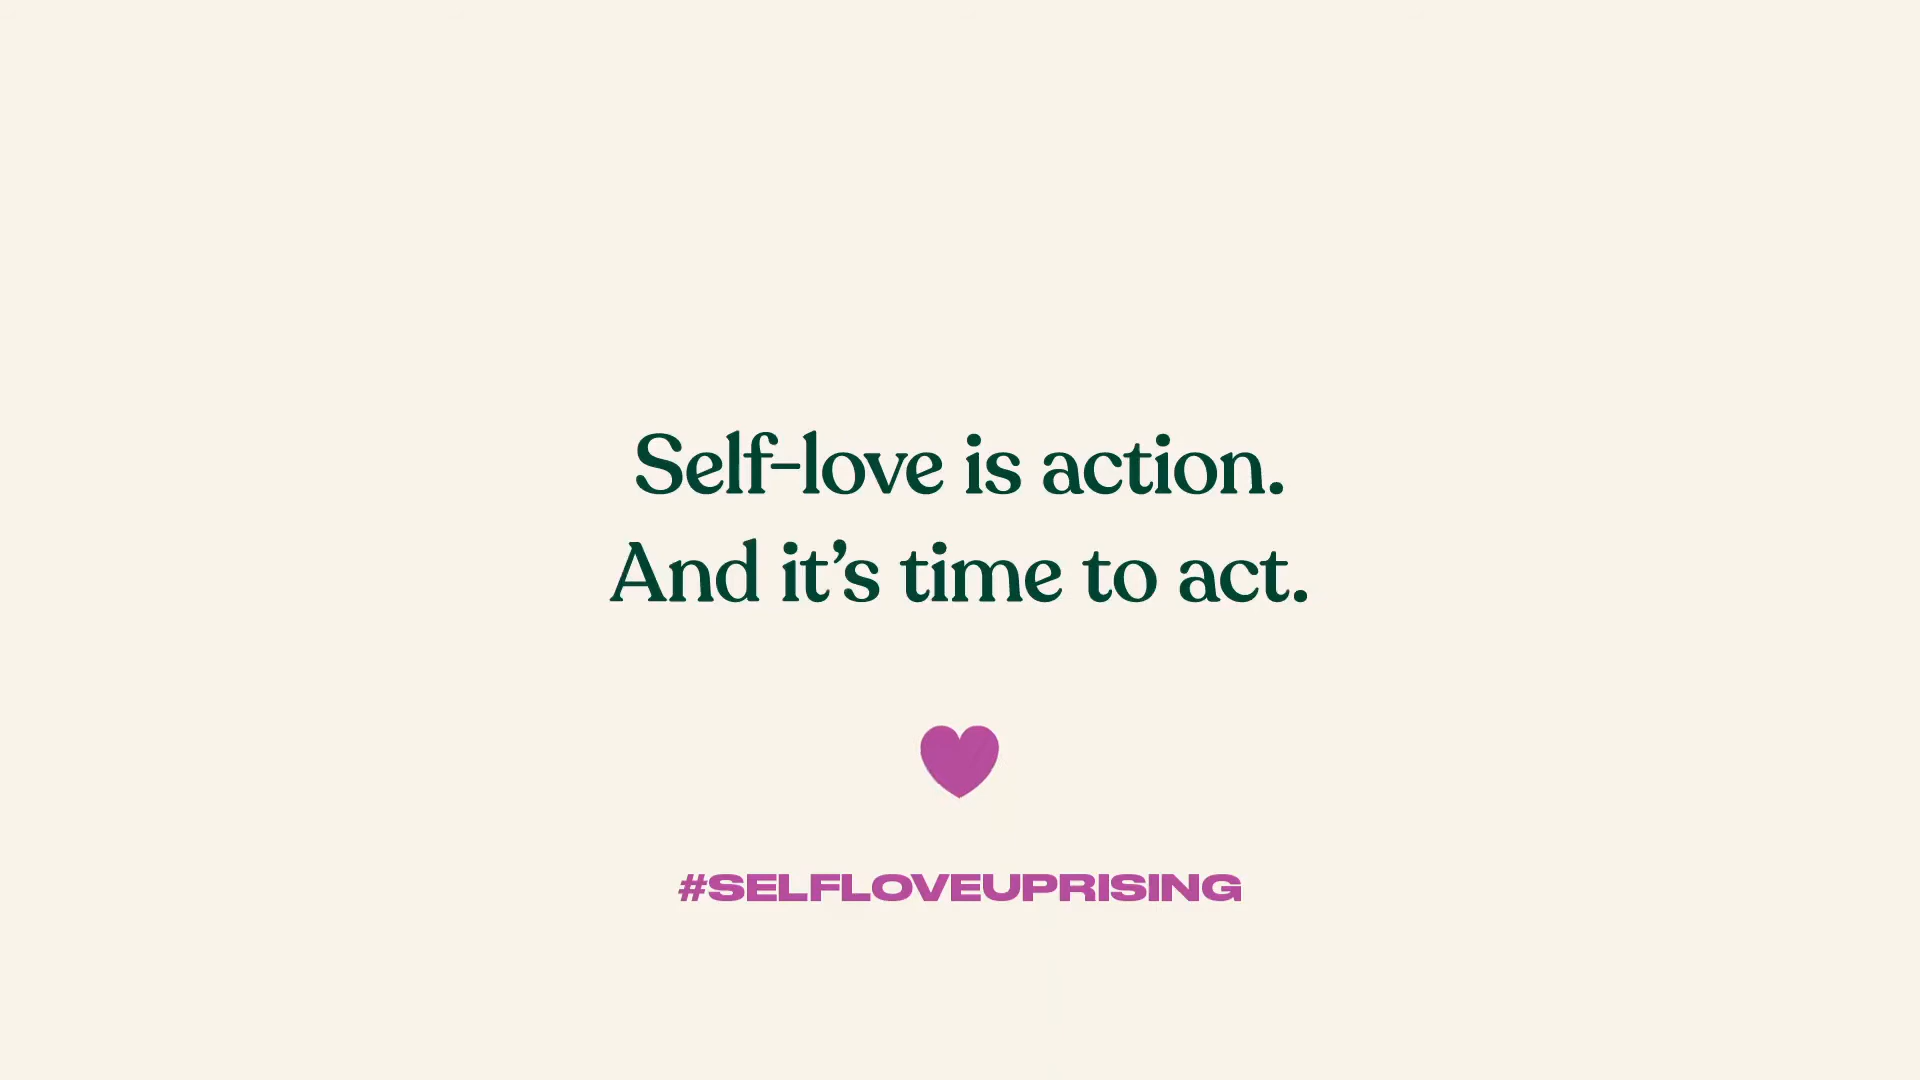 Self-love is action.
And it’s time to act.
#SELFLOVEUPRISING